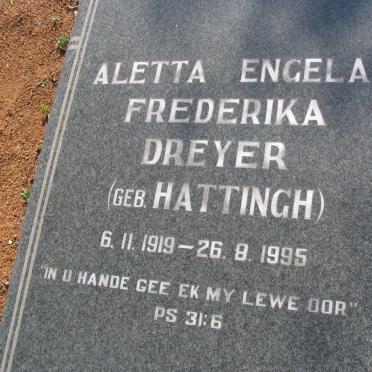 ALETTA ENGELA
FREDERIKA
DREYER
(GEB. HATTINGH)
6. 11. 1919 – 26. 8. 1995
"IN U HANDE GEE EK MY LEWE OOR"
PS 31:6